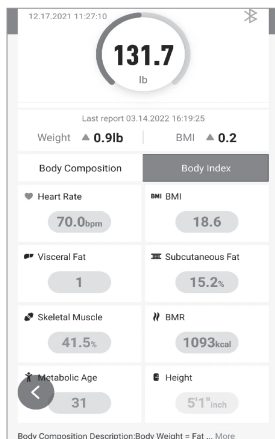 12.17.2021 11:27:10
131.7
lb
Last report 03.14.2022 16:19:25
Weight ▲ 0.9lb BMI ▲ 0.2
Body Composition Body Index
Heart Rate BMI BMI
70.0bpm 18.6
Visceral Fat Subcutaneous Fat
1 15.2%
Skeletal Muscle BMR
41.5% 1093kcal
Metabolic Age Height
31 5'1"inch
Body Composition Description:Body Weight = Fat ... More